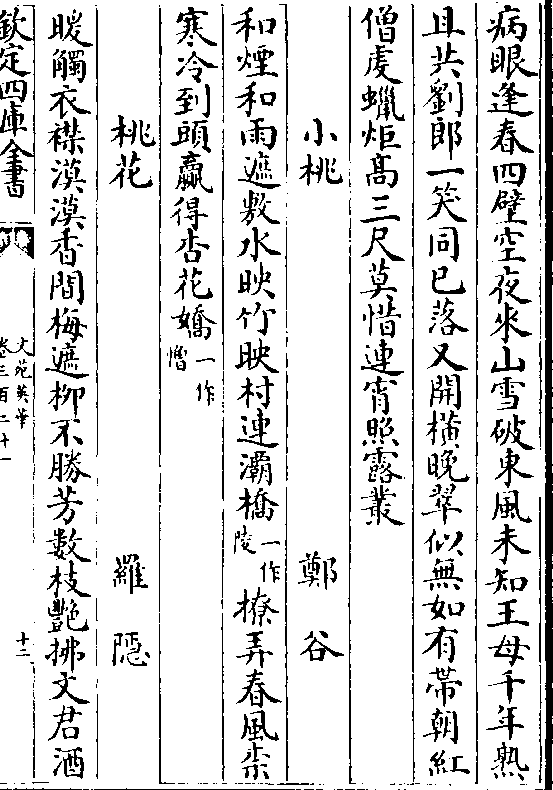 病眼逢春四壁空夜來山雪破東風未知王母千年熟
且共劉郎一笑同已落又開橫晚翠似無如有帶朝紅
僧䖍蠟炬髙三尺莫惜連宵照露叢
小桃 鄭谷
和煙和雨遮敷水映竹映村連灞橋一作陵撩弄春風柰
寒冷到頭贏得杏花嬌一作憎
桃花 羅隠
暖觸衣襟漠漠香間梅遮柳不勝芳數枝艶拂文君酒
欽定四庫全書
文苑英華
卷三百二十一
十二